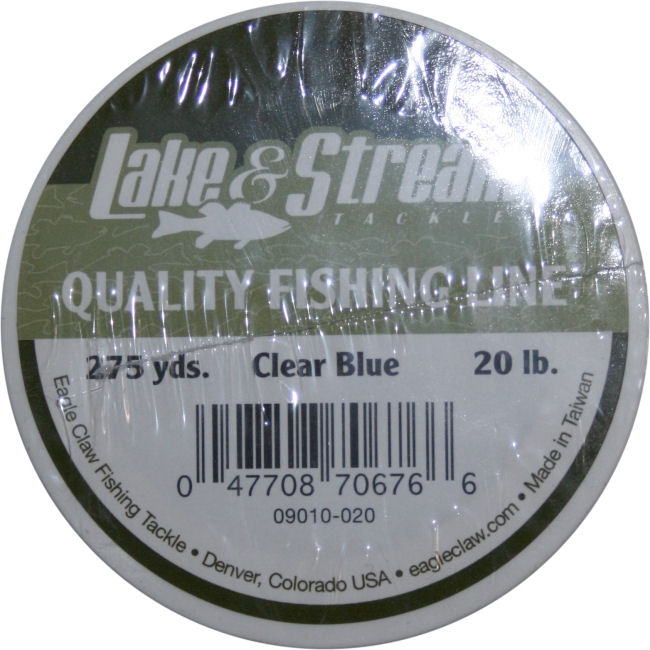 Lake & Stream
TACKLE
QUALITY FISHING LINE
275 yds. Clear Blue 20 lb.
0 47708 70676 6
09010-020
Eagle Claw Fishing Tackle • Denver, Colorado USA • eagleclaw.com • Made in Taiwan